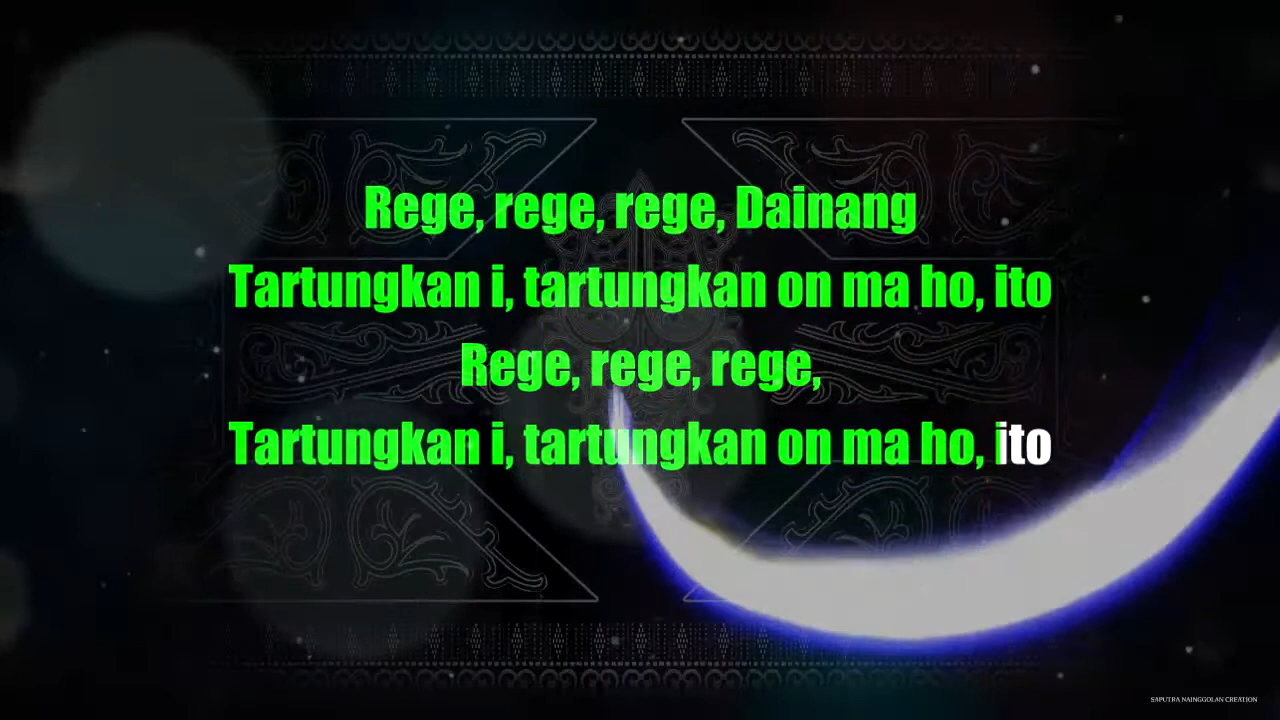 Rege, rege, rege, Dainang
Tartungkan i, tartungkan on ma ho, ito
Rege, rege, rege,
Tartungkan i, tartungkan on ma ho, ito
SAPUTRA NAINGGOLAN CREATION